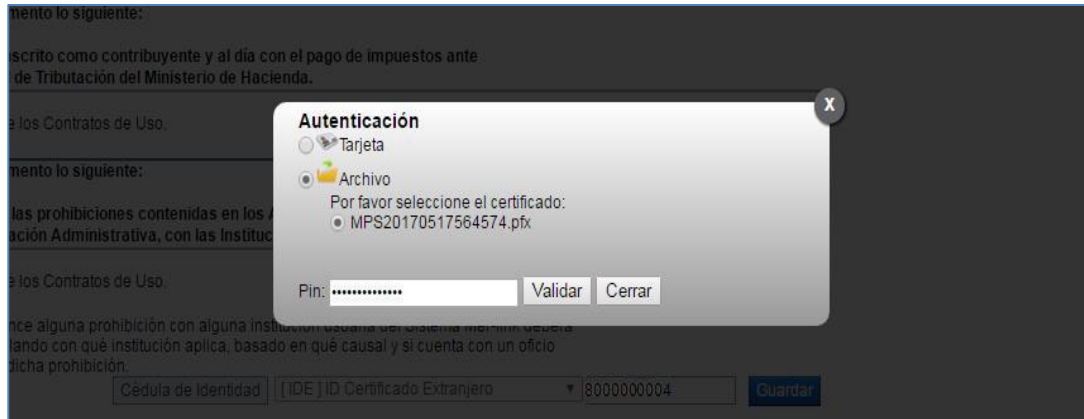 mento lo siguiente:
scrito como contribuyente y al día con el pago de impuestos ante
de Tributación del Ministerio de Hacienda.
X
Autenticación
Tarjeta
e los Contratos de Uso.
mento lo siguiente:
Archivo
Por favor seleccione el certificado:
las prohibiciones contenidas en los
MPS20170517564574.pfx
ación Administrativa, con las Instituc
e los Contratos de Uso.
Pin: ••••••••••••••
Validar
Cerrar
nce alguna prohibición con alguna institución usuaria del Sistema Mer-link deberá
lando con qué institución aplica, basado en qué causal y si cuenta con un oficio
dicha prohibición.
Cédula de Identidad [ IDE ] ID Certificado Extranjero 8000000004 Guardar